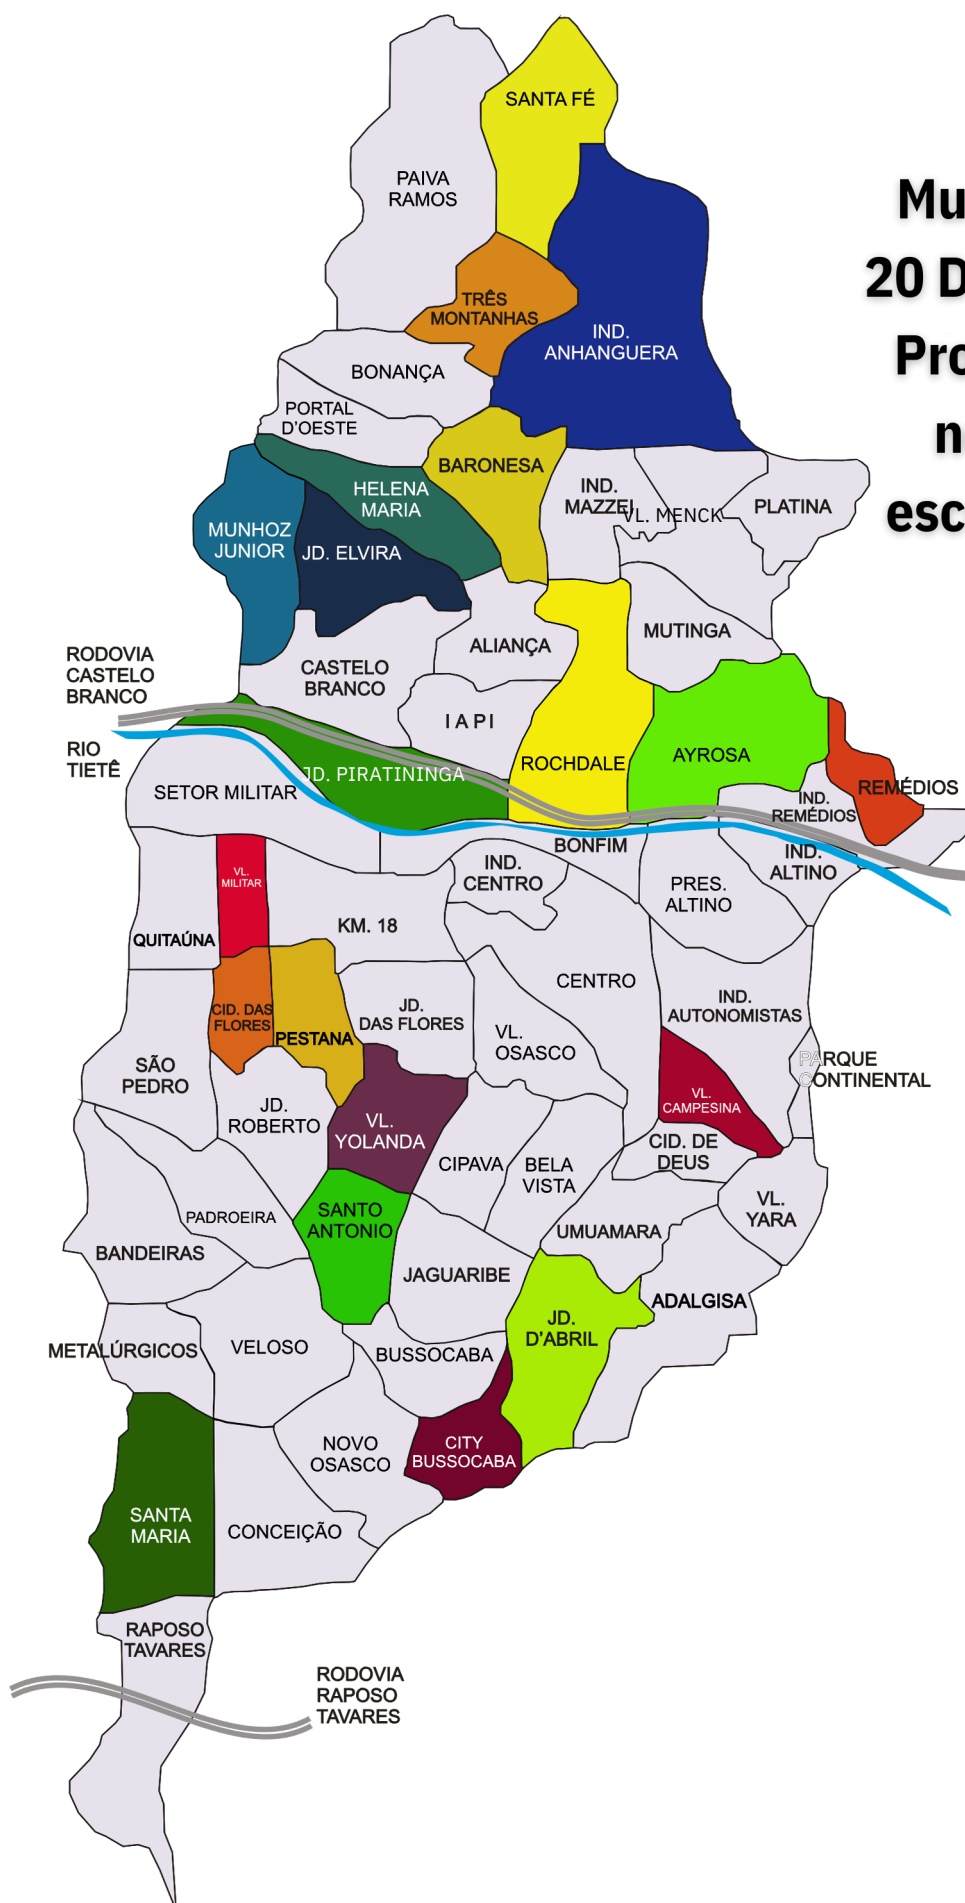 SANTA FÉ
PAIVA
RAMOS
Mu
20 D
Pro
n
esc
TRÊS
MONTANHAS
IND.
ANHANGUERA
BONANÇA
PORTAL
D'OESTE
BARONESA
HELENA
MARIA
IND.
MAZZEI
VL. MENCK
PLATINA
MUNHOZ
JUNIOR
JD. ELVIRA
ALIANÇA
MUTINGA
CASTELO
BRANCO
RODOVIA
CASTELO
BRANCO
I A P I
RIO
TIETÊ
ROCHDALE
AYROSA
JD. PIRATININGA
SETOR MILITAR
REMÉDIOS
IND.
REMÉDIOS
BONFIM
IND.
ALTINO
IND.
CENTRO
PRES.
ALTINO
VL.
MILITAR
QUITAÚNA
KM. 18
CENTRO
IND.
AUTONOMISTAS
CID. DAS
FLORES
PESTANA
JD.
DAS FLORES
VL.
OSASCO
PARQUE
CONTINENTAL
SÃO
PEDRO
JD.
ROBERTO
VL.
YOLANDA
VL.
CAMPESINA
CID. DE
DEUS
CIPAVA
BELA
VISTA
VL.
YARA
PADROEIRA
SANTO
ANTONIO
UMUAMARA
BANDEIRAS
JAGUARIBE
ADALGISA
JD.
D'ABRIL
METALÚRGICOS
VELOSO
BUSSOCABA
NOVO
OSASCO
CITY
BUSSOCABA
SANTA
MARIA
CONCEIÇÃO
RAPOSO
TAVARES
RODOVIA
RAPOSO
TAVARES